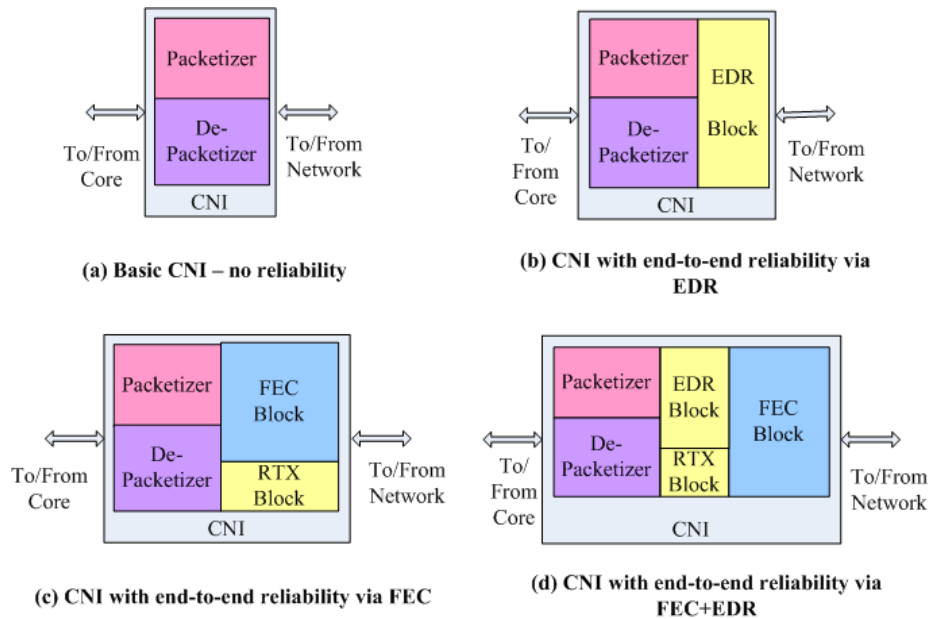 Packetizer
De-
Packetizer
CNI
To/From
Core
To/From
Network
(a) Basic CNI – no reliability
Packetizer
De-
Packetizer
EDR
Block
CNI
To/
From
Core
To/From
Network
(b) CNI with end-to-end reliability via
EDR
Packetizer
De-
Packetizer
FEC
Block
RTX
Block
CNI
To/From
Core
To/From
Network
(c) CNI with end-to-end reliability via FEC
Packetizer
De-
Packetizer
EDR
Block
RTX
Block
FEC
Block
CNI
To/
From
Core
To/From
Network
(d) CNI with end-to-end reliability via
FEC+EDR